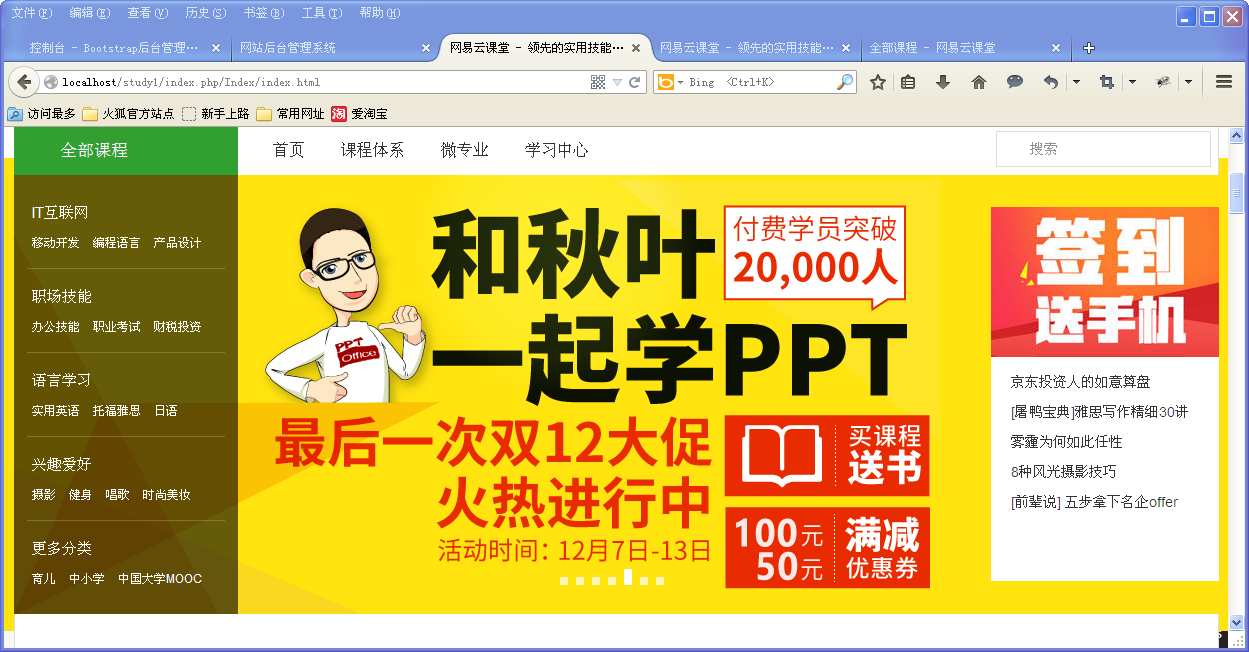 文件(F) 编辑(E) 查看(V) 历史(S) 书签(B) 工具(T) 帮助(H)
控制台 - Bootstrap后台管理… 网站后台管理系统 网易云课堂 - 领先的实用技能… 网易云课堂 - 领先的实用技能… 全部课程 - 网易云课堂
localhost/study1/index.php/Index/index.html Bing <Ctrl+K>
访问最多 火狐官方站点 新手上路 常用网址 淘 爱淘宝
全部课程 首页 课程体系 微专业 学习中心 搜索
IT互联网
移动开发 编程语言 产品设计
职场技能
办公技能 职业考试 财税投资
语言学习
实用英语 托福雅思 日语
兴趣爱好
摄影 健身 唱歌 时尚美妆
更多分类
育儿 中小学 中国大学MOOC
和秋叶
付费学员突破
20,000人
一起学PPT
PPT
Office
最后一次双12大促
火热进行中
活动时间：12月7日-13日
买课程
送书
100元
50元
满减
优惠券
签到
送手机
京东投资人的如意算盘
[屠鸭宝典]雅思写作精细30讲
雾霾为何如此任性
8种风光摄影技巧
[前辈说] 五步拿下名企offer